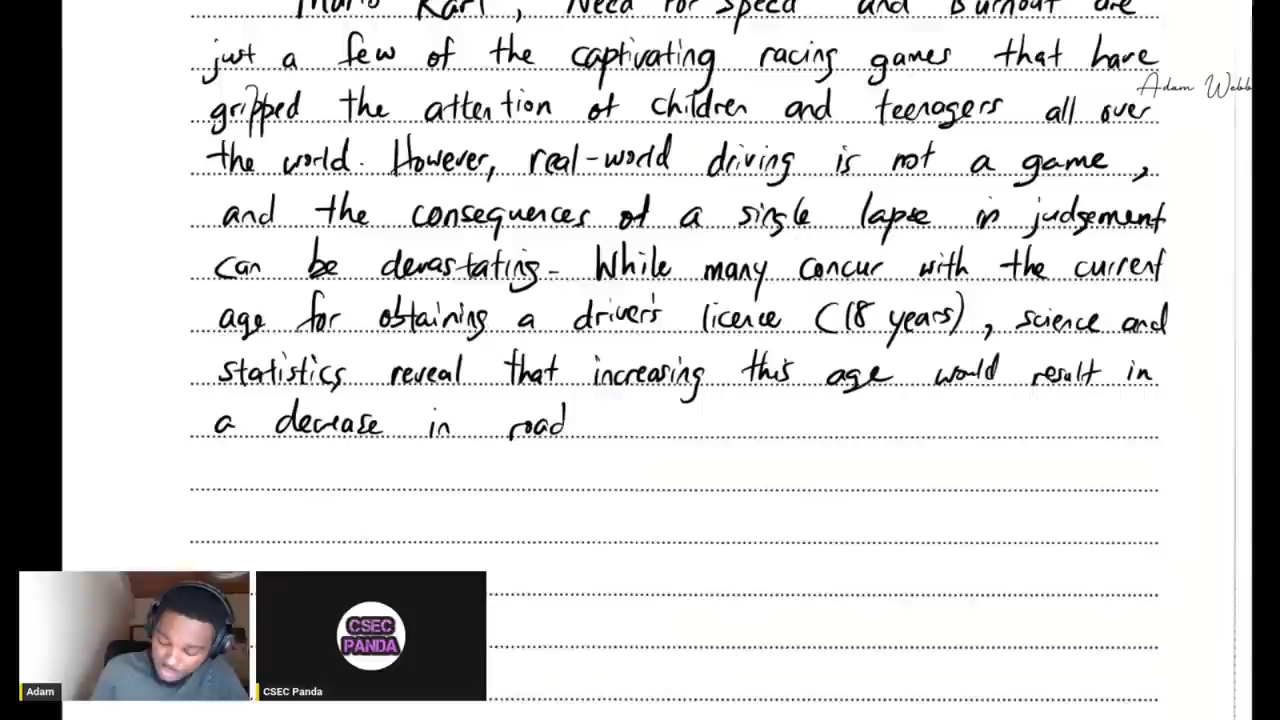 Mario Kart, Need for Speed and Burnout are
just a few of the captivating racing games that have
Adam Webb
gripped the attention of children and teenagers all over
the world. However, real-world driving is not a game,
and the consequences of a single lapse in judgement
can be devastating. While many concur with the current
age for obtaining a driver's licence (18 years), science and
statistics reveal that increasing this age would result in
a decrease in road
CSEC
PANDA
Adam
CSEC Panda